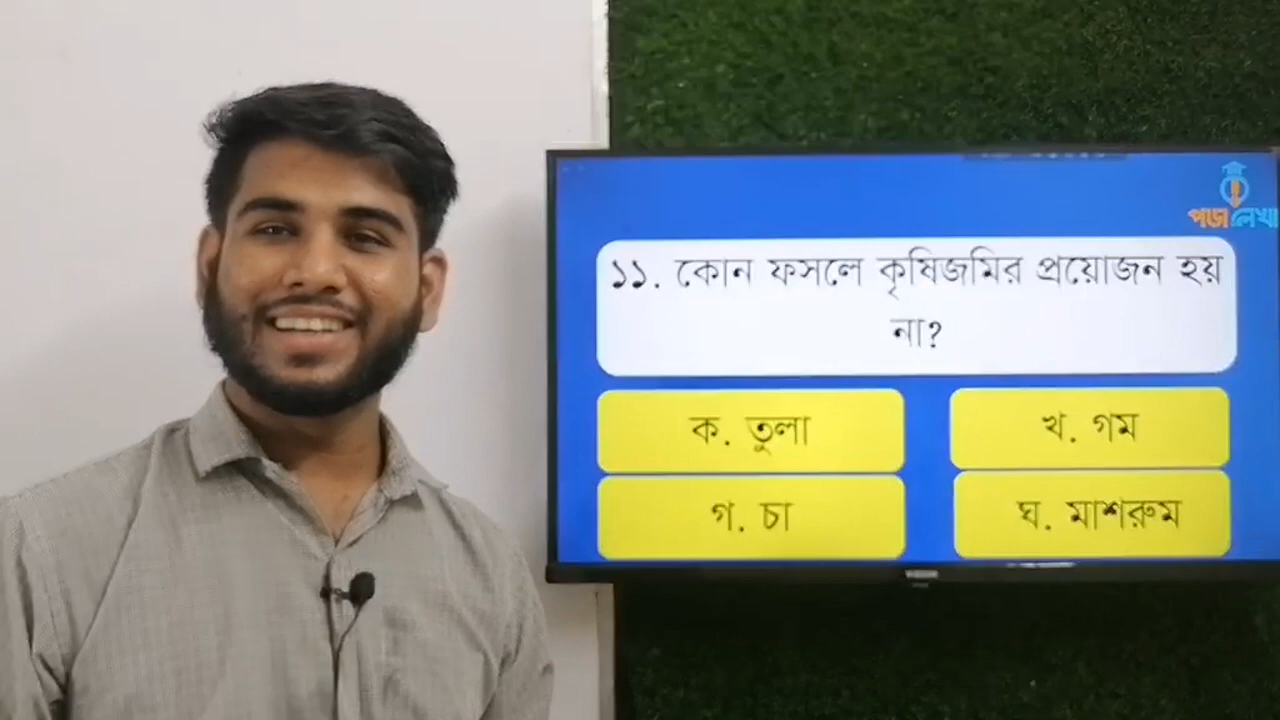 পড়ালেখা
১১. কোন ফসলে কৃষিজমির প্রয়োজন হয়
না?
ক. তুলা
খ. গম
গ. চা
ঘ. মাশরুম